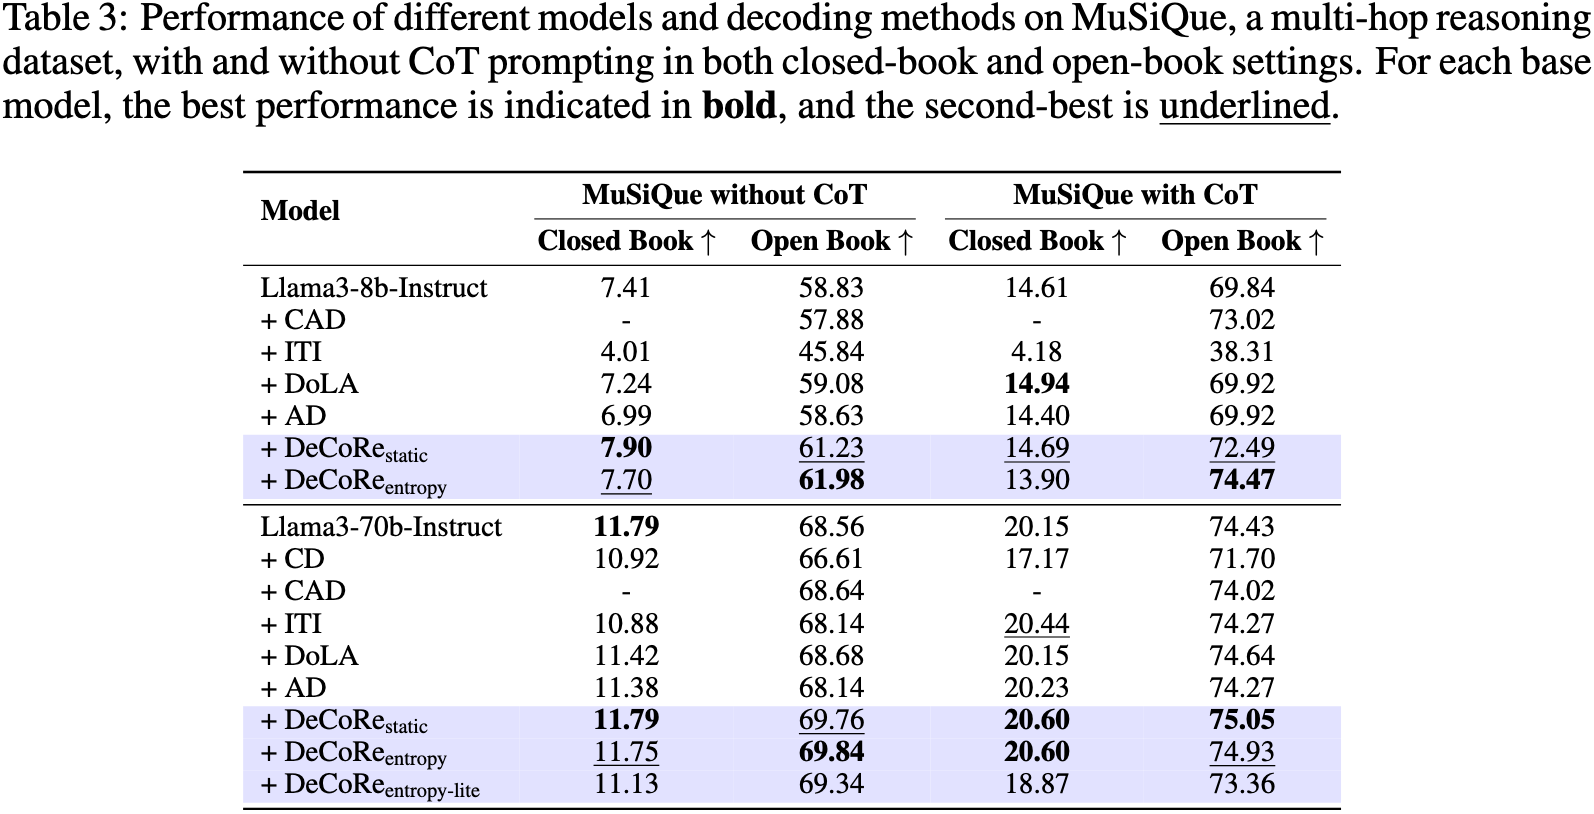 Table 3: Performance of different models and decoding methods on MuSiQue, a multi-hop reasoning
dataset, with and without CoT prompting in both closed-book and open-book settings. For each base
model, the best performance is indicated in bold, and the second-best is underlined.
Model MuSiQue without CoT MuSiQue with CoT
Closed Book ↑ Open Book ↑ Closed Book ↑ Open Book ↑
Llama3-8b-Instruct 7.41 58.83 14.61 69.84
+ CAD - 57.88 - 73.02
+ ITI 4.01 45.84 4.18 38.31
+ DoLA 7.24 59.08 14.94 69.92
+ AD 6.99 58.63 14.40 69.92
+ DeCoRe static 7.90 61.23 14.69 72.49
+ DeCoRe entropy 7.70 61.98 13.90 74.47
Llama3-70b-Instruct 11.79 68.56 20.15 74.43
+ CD 10.92 66.61 17.17 71.70
+ CAD - 68.64 - 74.02
+ ITI 10.88 68.14 20.44 74.27
+ DoLA 11.42 68.68 20.15 74.64
+ AD 11.38 68.14 20.23 74.27
+ DeCoRe static 11.79 69.76 20.60 75.05
+ DeCoRe entropy 11.75 69.84 20.60 74.93
+ DeCoRe entropy-lite 11.13 69.34 18.87 73.36